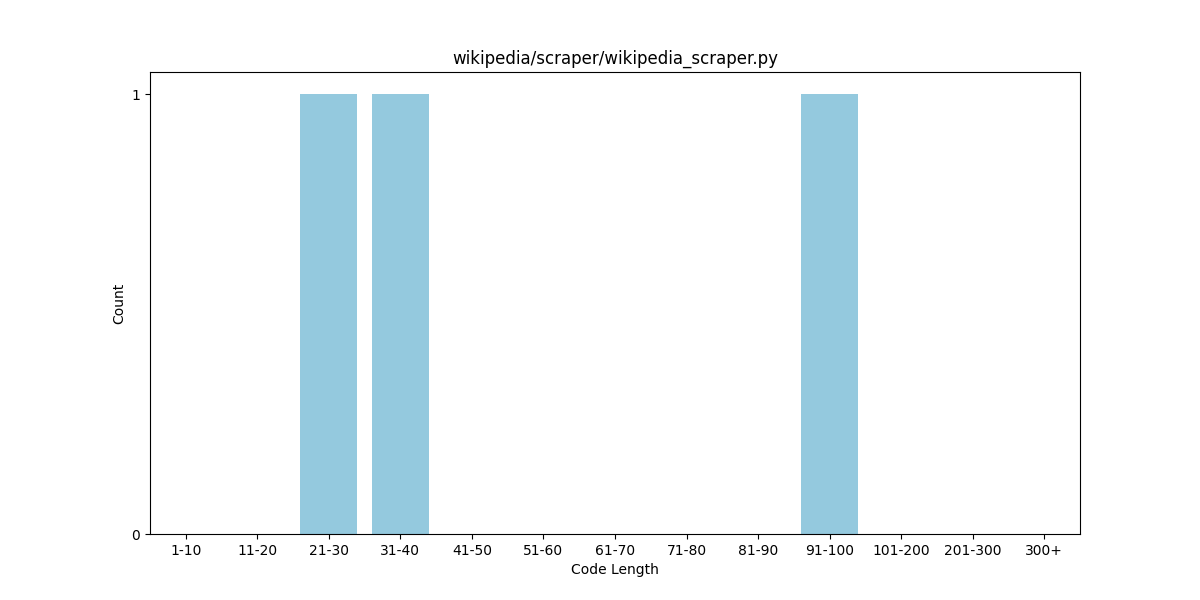 wikipedia/scraper/wikipedia_scraper.py
1
0
Count
1-10 11-20 21-30 31-40 41-50 51-60 61-70 71-80 81-90 91-100 101-200 201-300 300+
Code Length